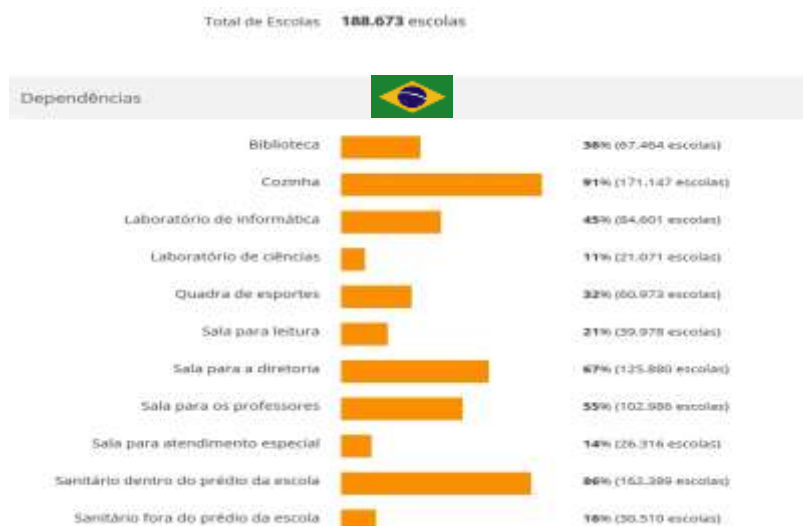 Total de Escolas 188.673 escolas
Dependências
Biblioteca 36% (67.464 escolas)
Cozinha 91% (171.147 escolas)
Laboratório de informática 45% (84.601 escolas)
Laboratório de ciências 11% (21.071 escolas)
Quadra de esportes 32% (60.973 escolas)
Sala para leitura 21% (39.978 escolas)
Sala para a diretoria 67% (125.880 escolas)
Sala para os professores 55% (102.986 escolas)
Sala para atendimento especial 14% (26.316 escolas)
Sanitário dentro do prédio da escola 86% (162.389 escolas)
Sanitário fora do prédio da escola 16% (30.510 escolas)